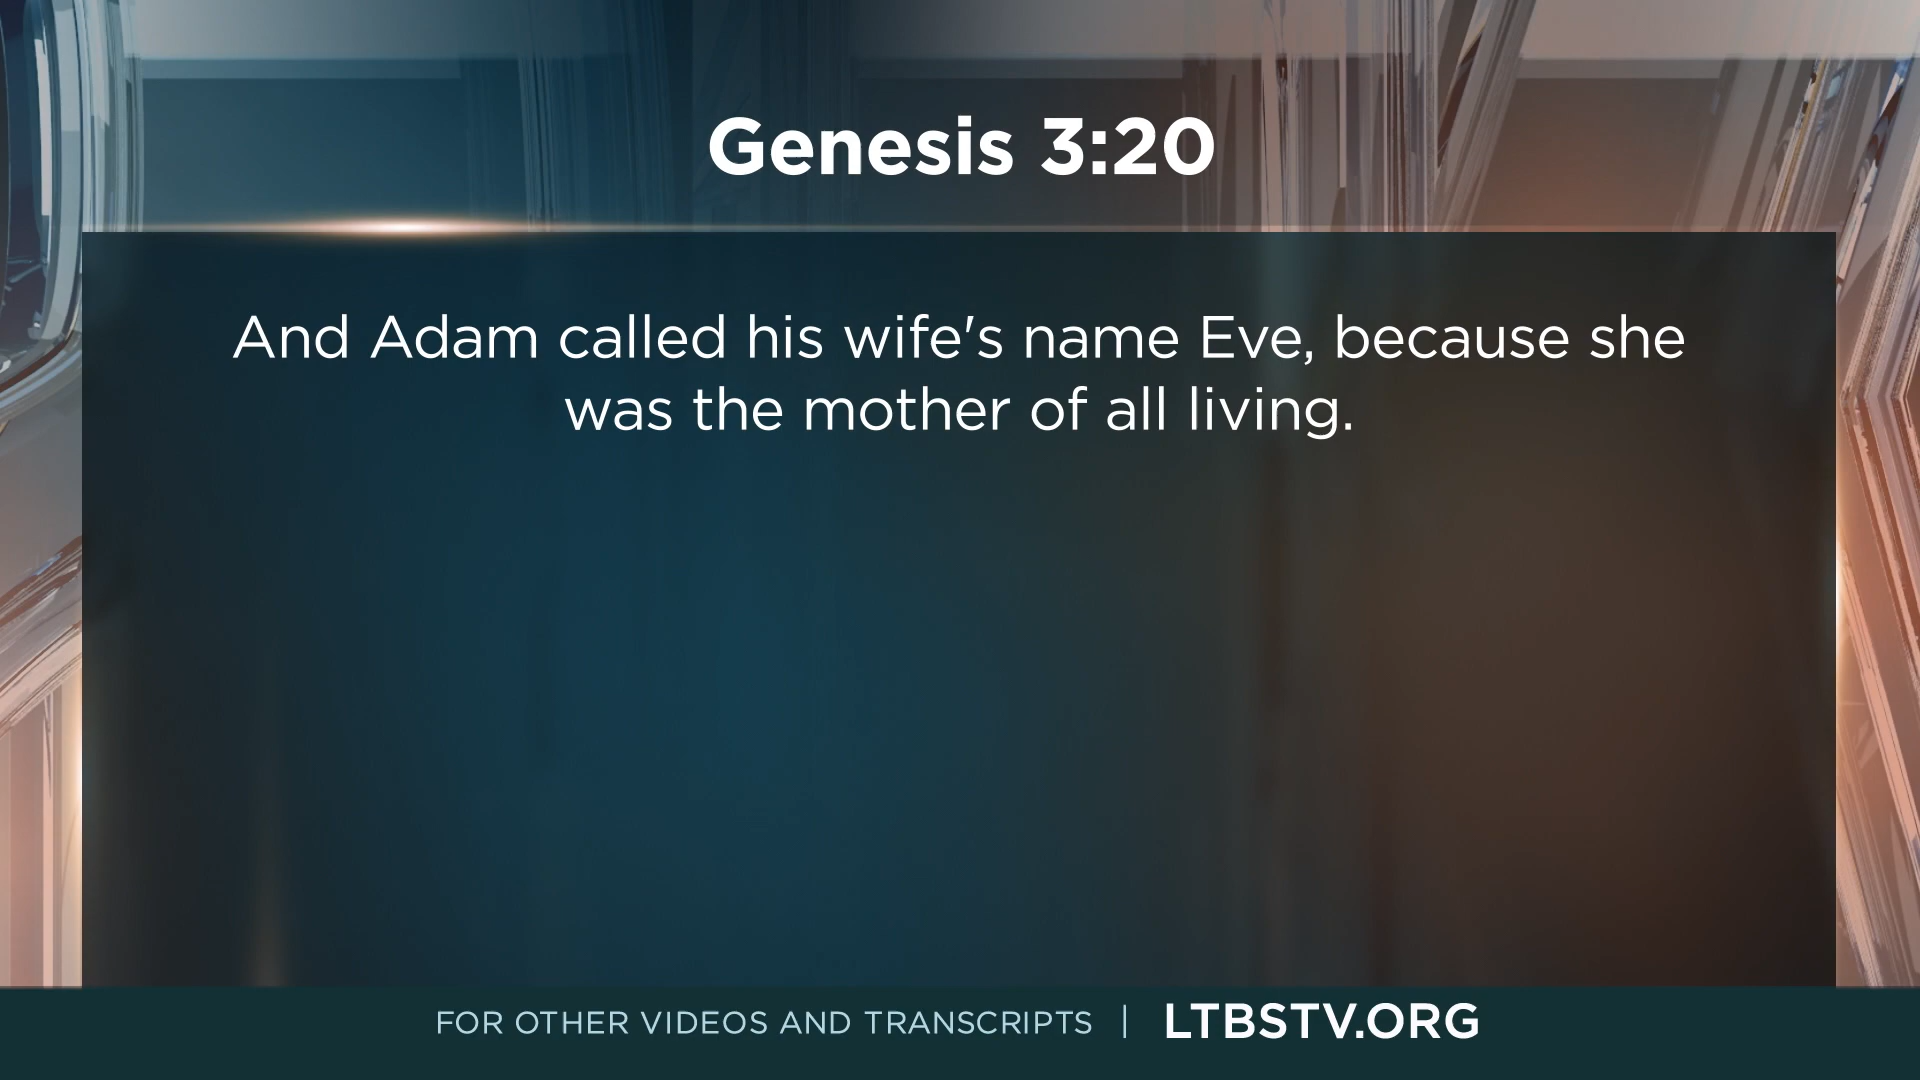 Genesis 3:20
And Adam called his wife's name Eve, because she
was the mother of all living.
FOR OTHER VIDEOS AND TRANSCRIPTS | LTBSTV.ORG